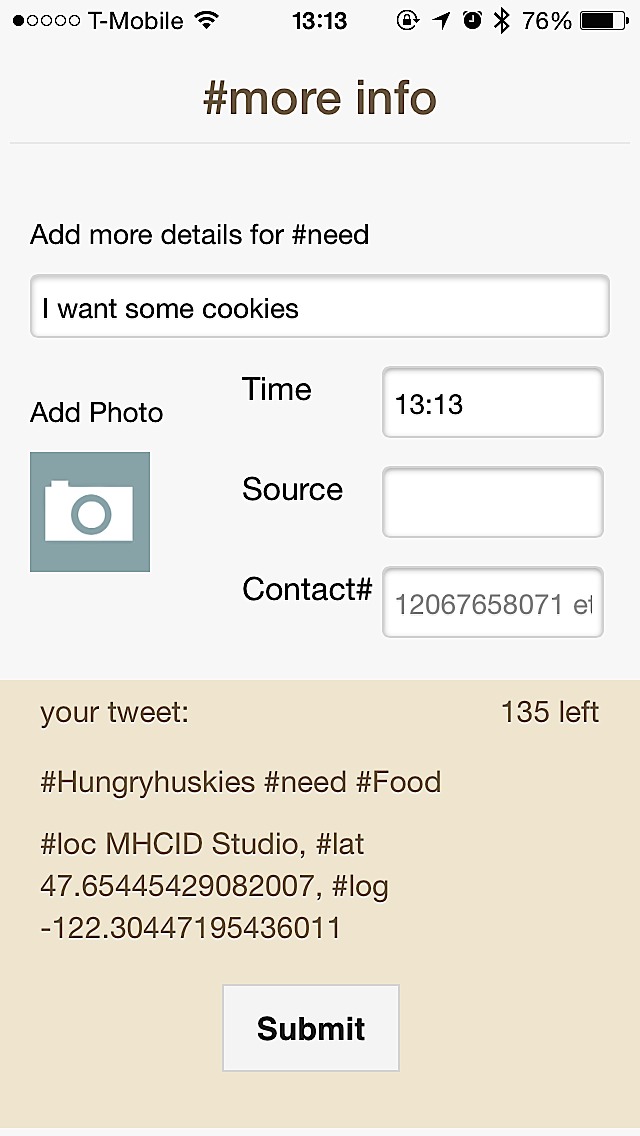 T-Mobile 13:13 76%
#more info
Add more details for #need
I want some cookies
Time 13:13
Add Photo
Source
Contact# 12067658071 et
your tweet: 135 left
#Hungryhuskies #need #Food
#loc MHCID Studio, #lat
47.65445429082007, #log
-122.30447195436011
Submit